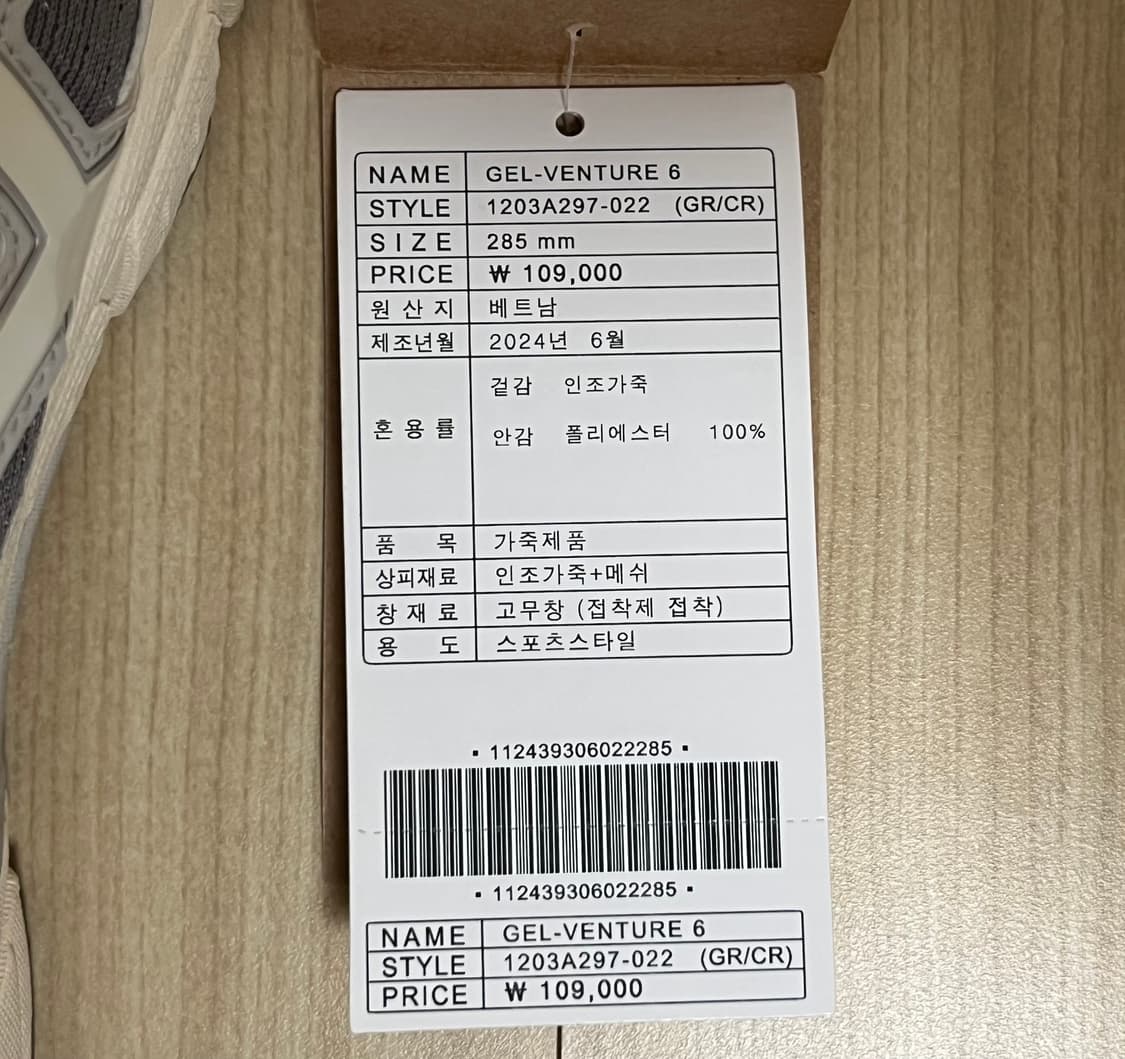 NAME GEL-VENTURE 6
STYLE 1203A297-022 (GR/CR)
SIZE 285 mm
PRICE ₩ 109,000
원산지 베트남
제조년월 2024년 6월
겉감 인조가죽
혼용률
안감 폴리에스터 100%
품목 가죽제품
상피재료 인조가죽+메쉬
창재료 고무창 (접착제 접착)
용도 스포츠스타일
▪ 112439306022285 ▪
▪ 112439306022285 ▪
NAME GEL-VENTURE 6
STYLE 1203A297-022 (GR/CR)
PRICE ₩ 109,000